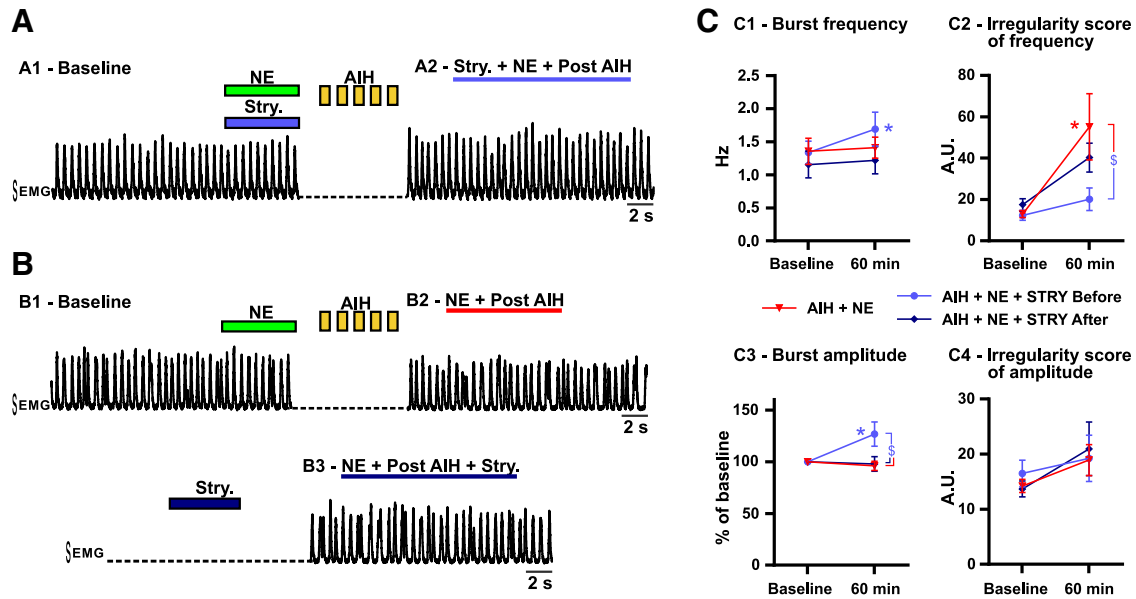 A
A1 - Baseline
NE
Stry.
AIH
A2 - Stry. + NE + Post AIH
∫EMG
2 s
B
B1 - Baseline
NE
AIH
B2 - NE + Post AIH
∫EMG
2 s
Stry.
B3 - NE + Post AIH + Stry.
∫EMG
2 s
C
C1 - Burst frequency
2.5
2.0
1.5
1.0
0.5
0.0
Hz
*
Baseline 60 min
C2 - Irregularity score
of frequency
80
60
40
20
0
A.U.
*
$
Baseline 60 min
AIH + NE
AIH + NE + STRY Before
AIH + NE + STRY After
C3 - Burst amplitude
150
100
50
0
% of baseline
*
$
Baseline 60 min
C4 - Irregularity score
of amplitude
30
20
10
0
A.U.
Baseline 60 min